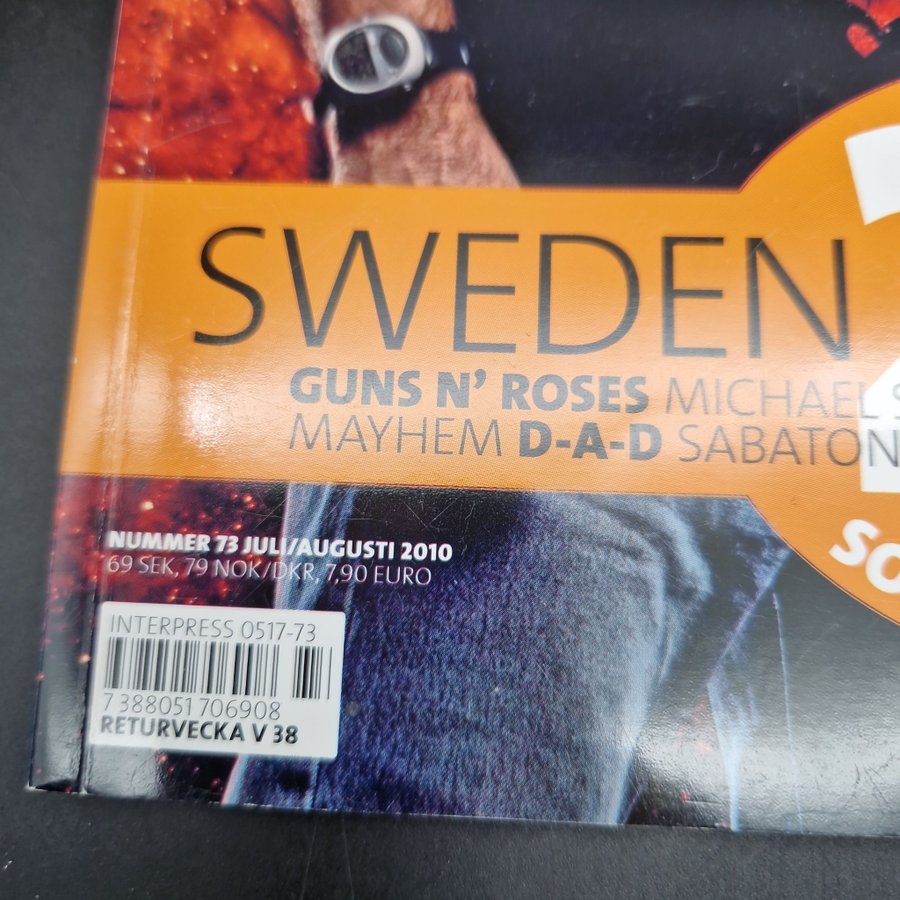 SWEDEN
GUNS N' ROSES MICHAEL
MAYHEM D-A-D SABATON
NUMMER 73 JULI/AUGUSTI 2010
69 SEK, 79 NOK/DKR, 7,90 EURO
INTERPRESS 0517-73
7 388051 706908
RETURVECKA V 38